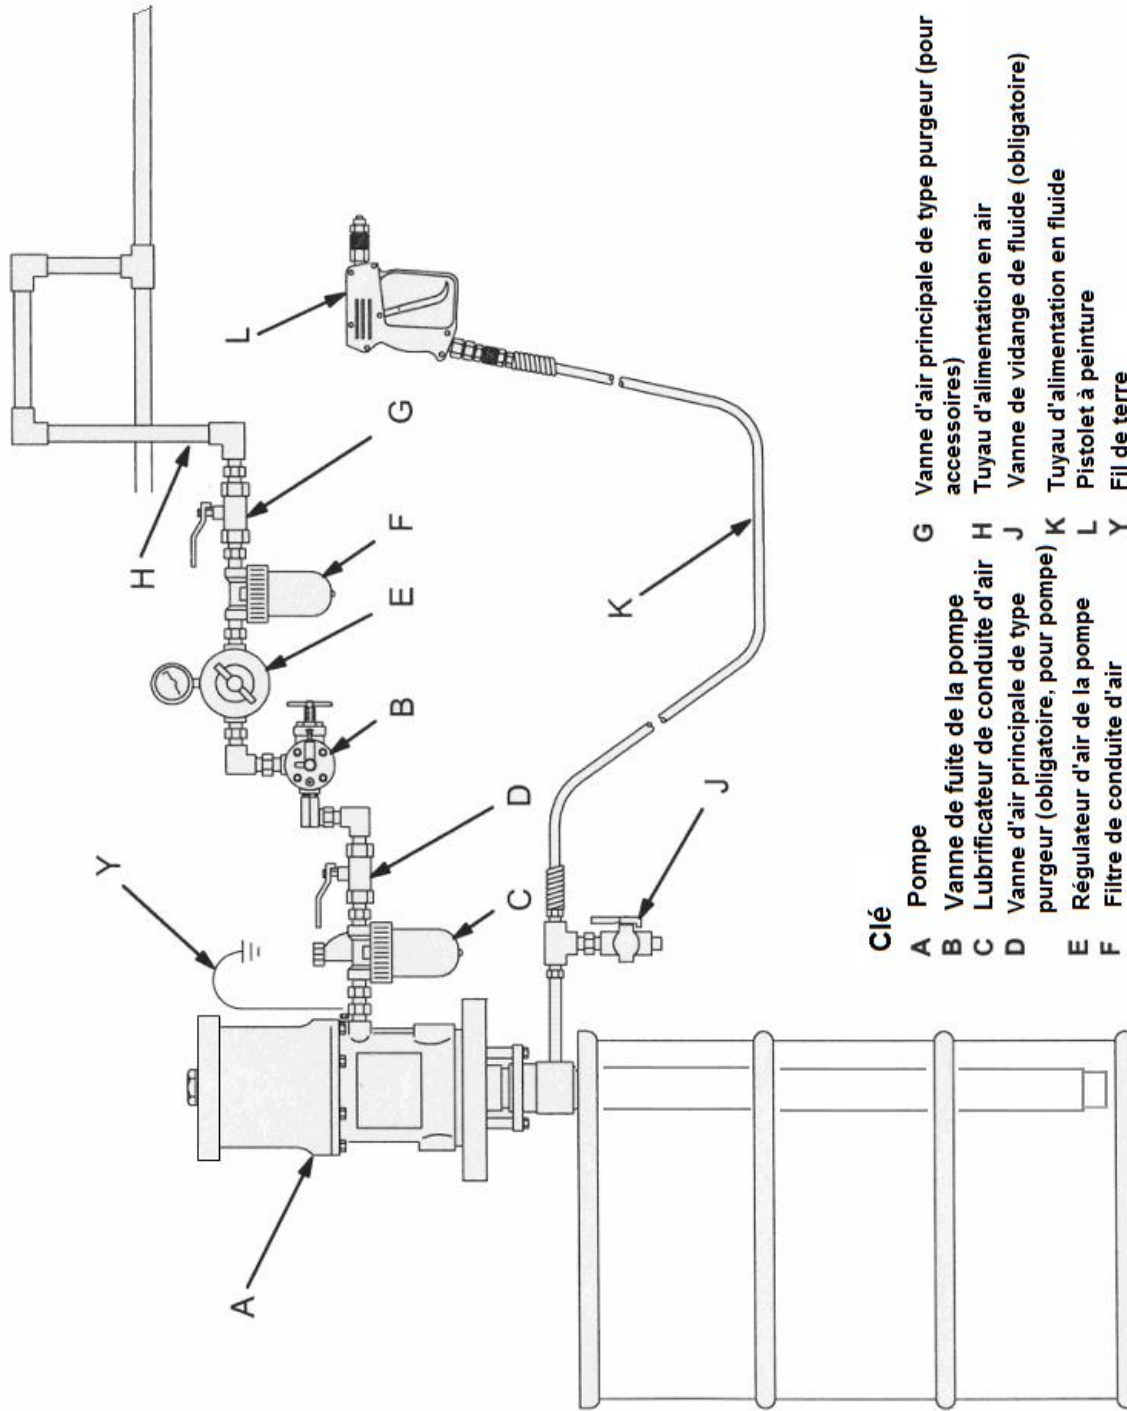 H
G
F
E
B
D
C
Y
A
L
K
J
Clé
A Pompe
B Vanne de fuite de la pompe
C Lubrificateur de conduite d'air
D Vanne d'air principale de type
purgeur (obligatoire, pour pompe)
E Régulateur d'air de la pompe
F Filtre de conduite d'air
G Vanne d'air principale de type purgeur (pour
accessoires)
H Tuyau d'alimentation en air
J Vanne de vidange de fluide (obligatoire)
K Tuyau d'alimentation en fluide
L Pistolet à peinture
Y Fil de terre